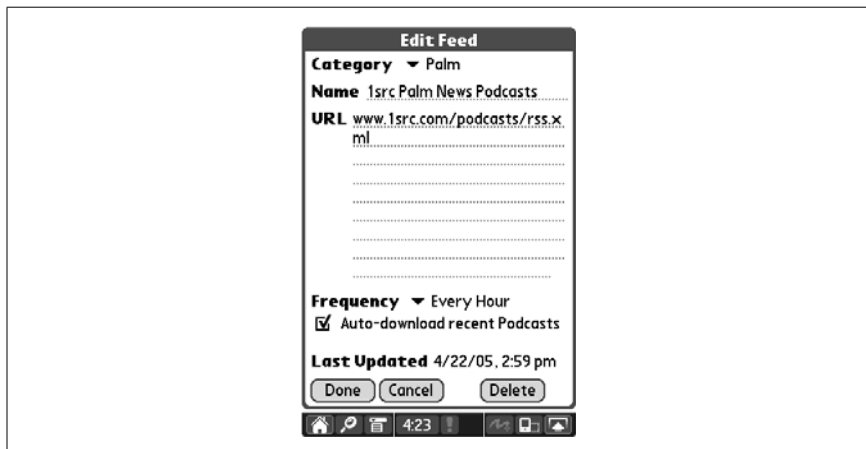 Edit Feed
Category Palm
Name 1src Palm News Podcasts
URL www.1src.com/podcasts/rss.x
ml
Frequency Every Hour
Auto-download recent Podcasts
Last Updated 4/22/05, 2:59 pm
Done Cancel Delete
4:23 !